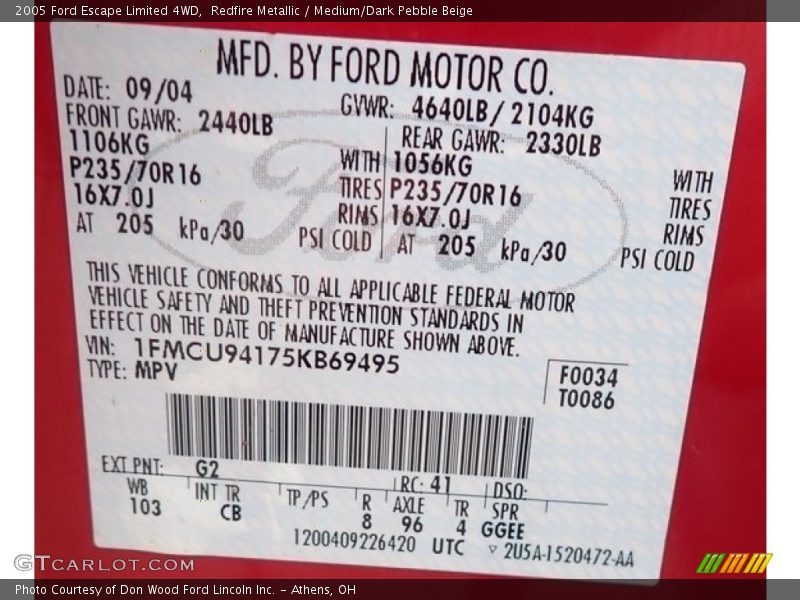 2005 Ford Escape Limited 4WD, Redfire Metallic / Medium/Dark Pebble Beige
MFD. BY FORD MOTOR CO.
DATE: 09/04 GVWR: 4640LB/ 2104KG
FRONT GAWR: 2440LB REAR GAWR: 2330LB
1106KG WITH 1056KG WITH
P235/70R16 TIRES P235/70R16 TIRES
16X7.0J RIMS 16X7.0J RIMS
AT 205 kPa/30 PSI COLD AT 205 kPa/30 PSI COLD
Ford
THIS VEHICLE CONFORMS TO ALL APPLICABLE FEDERAL MOTOR
VEHICLE SAFETY AND THEFT PREVENTION STANDARDS IN
EFFECT ON THE DATE OF MANUFACTURE SHOWN ABOVE.
VIN: 1FMCU94175KB69495
TYPE: MPV
F0034
T0086
EXT PNT: G2 RC: 41 DSO:
WB INT TR TP/PS R AXLE TR SPR
103 CB 8 96 4 GGEE
1200409226420 UTC ▿ 2U5A-1520472-AA
GTCARLOT.COM
Photo Courtesy of Don Wood Ford Lincoln Inc. - Athens, OH